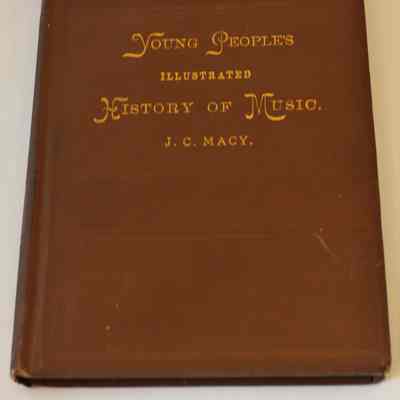 Young People's
ILLUSTRATED
History of Music.
J. C. MACY.